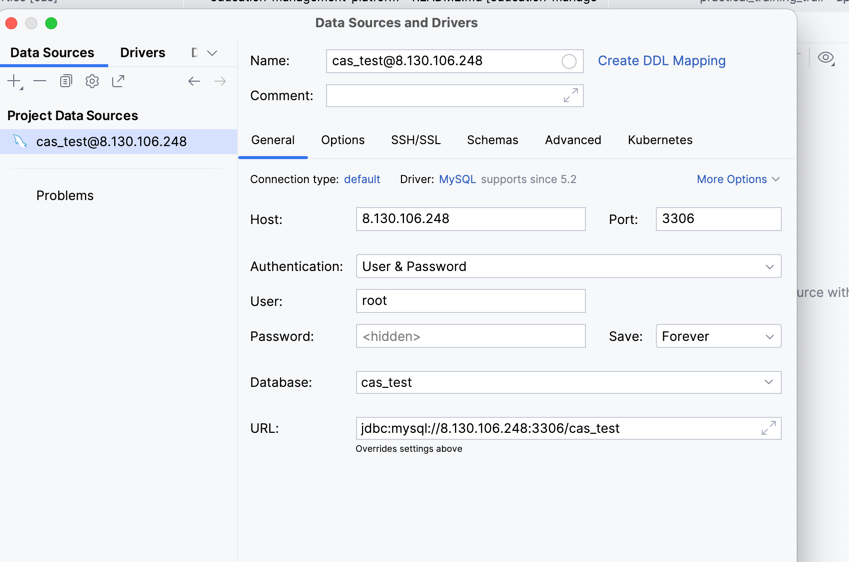 Data Sources and Drivers
Data Sources
Drivers
Name:
cas_test@8.130.106.248
Create DDL Mapping
Comment:
Project Data Sources
cas_test@8.130.106.248
Problems
General
Options
SSH/SSL
Schemas
Advanced
Kubernetes
Connection type: default
Driver: MySQL supports since 5.2
More Options
Host:
8.130.106.248
Port:
3306
Authentication:
User & Password
User:
root
Password:
<hidden>
Save:
Forever
Database:
cas_test
URL:
jdbc:mysql://8.130.106.248:3306/cas_test
Overrides settings above